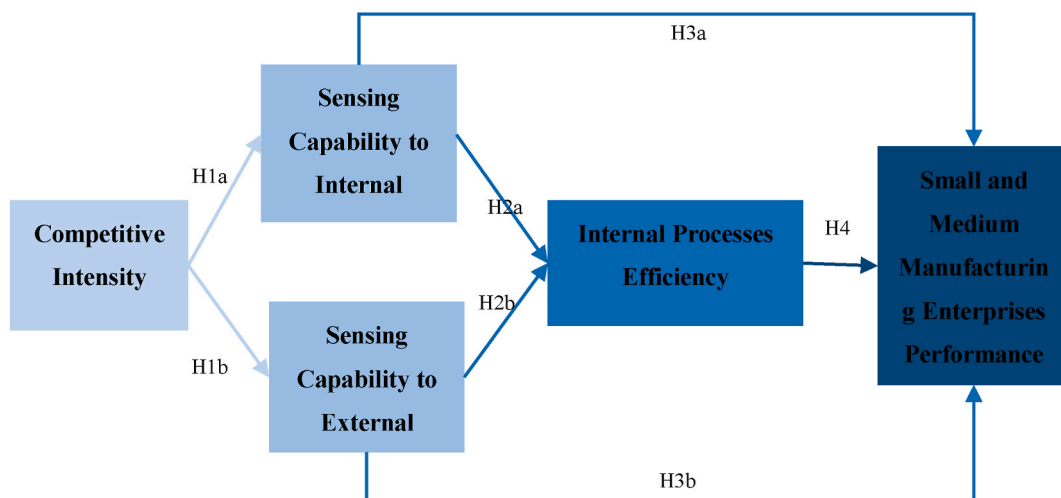 H3a
Sensing
Capability to
Internal
H1a
H2a
Competitive
Intensity
Internal Processes
Efficiency
H4
Small and
Medium
Manufacturin
g Enterprises
Performance
H1b
H2b
Sensing
Capability to
External
H3b